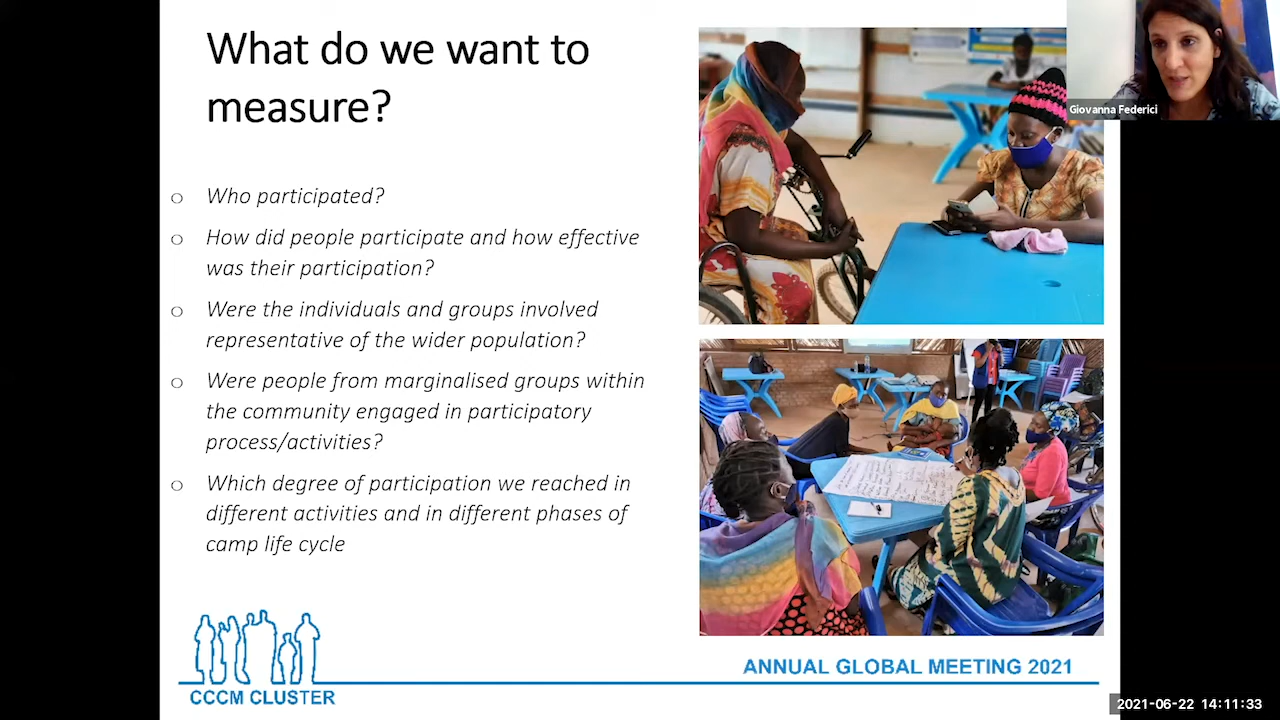 What do we want to
measure?
o Who participated?
o How did people participate and how effective
was their participation?
o Were the individuals and groups involved
representative of the wider population?
o Were people from marginalised groups within
the community engaged in participatory
process/activities?
o Which degree of participation we reached in
different activities and in different phases of
camp life cycle
Giovanna Federici
CCCM CLUSTER
ANNUAL GLOBAL MEETING 2021
2021-06-22 14:11:33